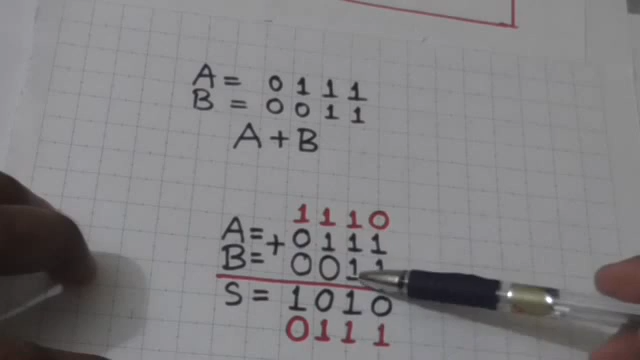 A = 0 1 1 1
B = 0 0 1 1
A + B
1 1 1 0
A = + 0 1 1 1
B = 0 0 1 1
S = 1 0 1 0
0 1 1 1